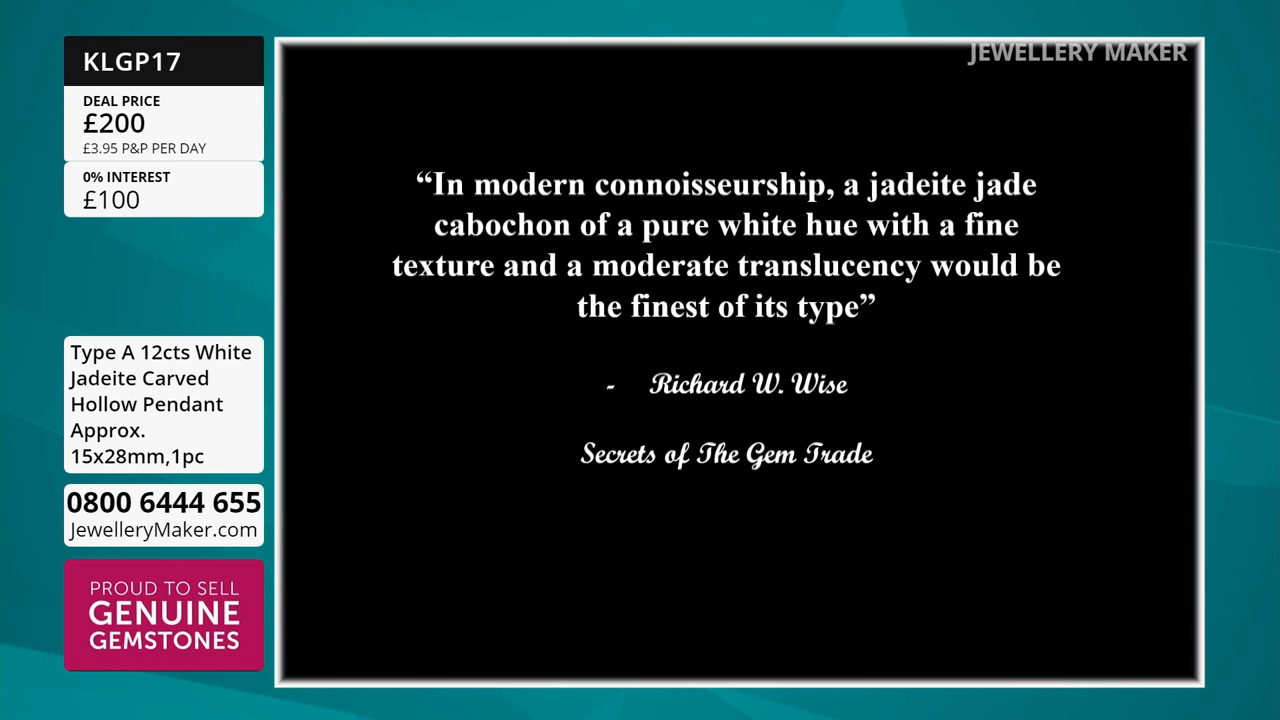 KLGP17
DEAL PRICE
£200
£3.95 P&P PER DAY
0% INTEREST
£100
Type A 12cts White
Jadeite Carved
Hollow Pendant
Approx.
15x28mm,1pc
0800 6444 655
JewelleryMaker.com
PROUD TO SELL
GENUINE
GEMSTONES
JEWELLERY MAKER
“In modern connoisseurship, a jadeite jade
cabochon of a pure white hue with a fine
texture and a moderate translucency would be
the finest of its type”
- Richard W. Wise
Secrets of The Gem Trade